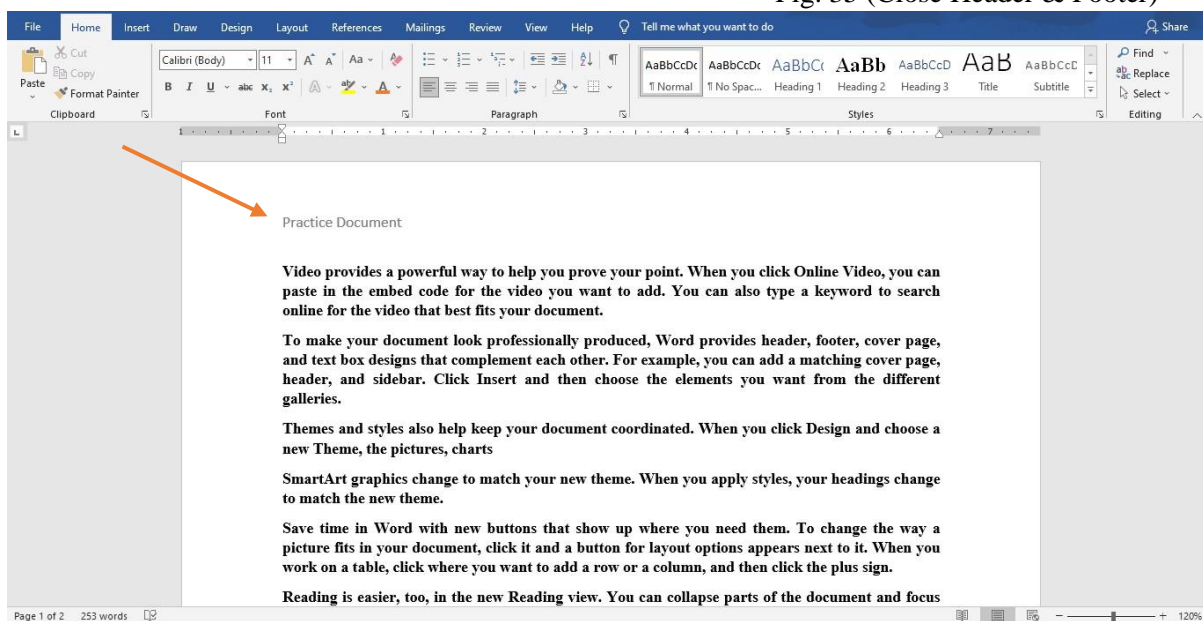 Fig. 55 (Close Header & Footer)
File Home Insert Draw Design Layout References Mailings Review View Help Tell me what you want to do Share
Cut
Copy
Paste
Format Painter
Clipboard
Calibri (Body) 11 A A Aa
B I U abc X₂ X² A A
Font
Paragraph
AaBbCcDc AaBbCcDc AaBbCc AaBb AaBbCcD AaB AaBbCcD
¶ Normal ¶ No Spac... Heading 1 Heading 2 Heading 3 Title Subtitle
Styles
Find
Replace
Select
Editing
1 1 2 3 4 5 6 7
Practice Document
Video provides a powerful way to help you prove your point. When you click Online Video, you can
paste in the embed code for the video you want to add. You can also type a keyword to search
online for the video that best fits your document.
To make your document look professionally produced, Word provides header, footer, cover page,
and text box designs that complement each other. For example, you can add a matching cover page,
header, and sidebar. Click Insert and then choose the elements you want from the different
galleries.
Themes and styles also help keep your document coordinated. When you click Design and choose a
new Theme, the pictures, charts
SmartArt graphics change to match your new theme. When you apply styles, your headings change
to match the new theme.
Save time in Word with new buttons that show up where you need them. To change the way a
picture fits in your document, click it and a button for layout options appears next to it. When you
work on a table, click where you want to add a row or a column, and then click the plus sign.
Reading is easier, too, in the new Reading view. You can collapse parts of the document and focus
Page 1 of 2 253 words 120%